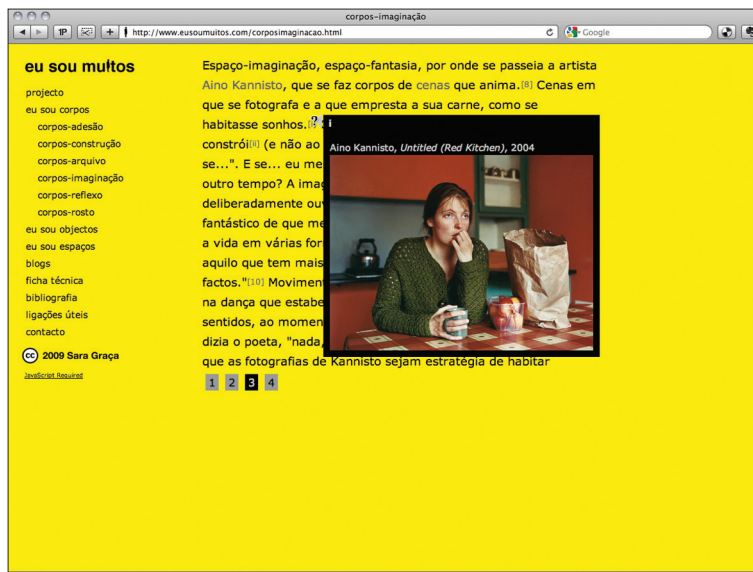 corpos-imaginação
1P
http://www.eusoumuitos.com/corposimaginacao.html
Google
eu sou muitos
projecto
eu sou corpos
corpos-adesão
corpos-construção
corpos-arquivo
corpos-imaginação
corpos-reflexo
corpos-rosto
eu sou objectos
eu sou espaços
blogs
ficha técnica
bibliografia
ligações úteis
contacto
cc 2009 Sara Graça
JavaScript Required
Espaço-imaginação, espaço-fantasia, por onde se passeia a artista
Aino Kannisto, que se faz corpos de cenas que anima.[8] Cenas em
que se fotografa e a que empresta a sua carne, como se
habitasse sonhos.
constrói[ii] (e não ao
se...". E se... eu me
outro tempo? A imag
deliberadamente ouv
fantástico de que me
a vida em várias for
aquilo que tem mais
factos."[10] Movimen
na dança que estabe
sentidos, ao momen
dizia o poeta, "nada,
que as fotografias de Kannisto sejam estratégia de habitar
1 2 3 4
i
Aino Kannisto, Untitled (Red Kitchen), 2004